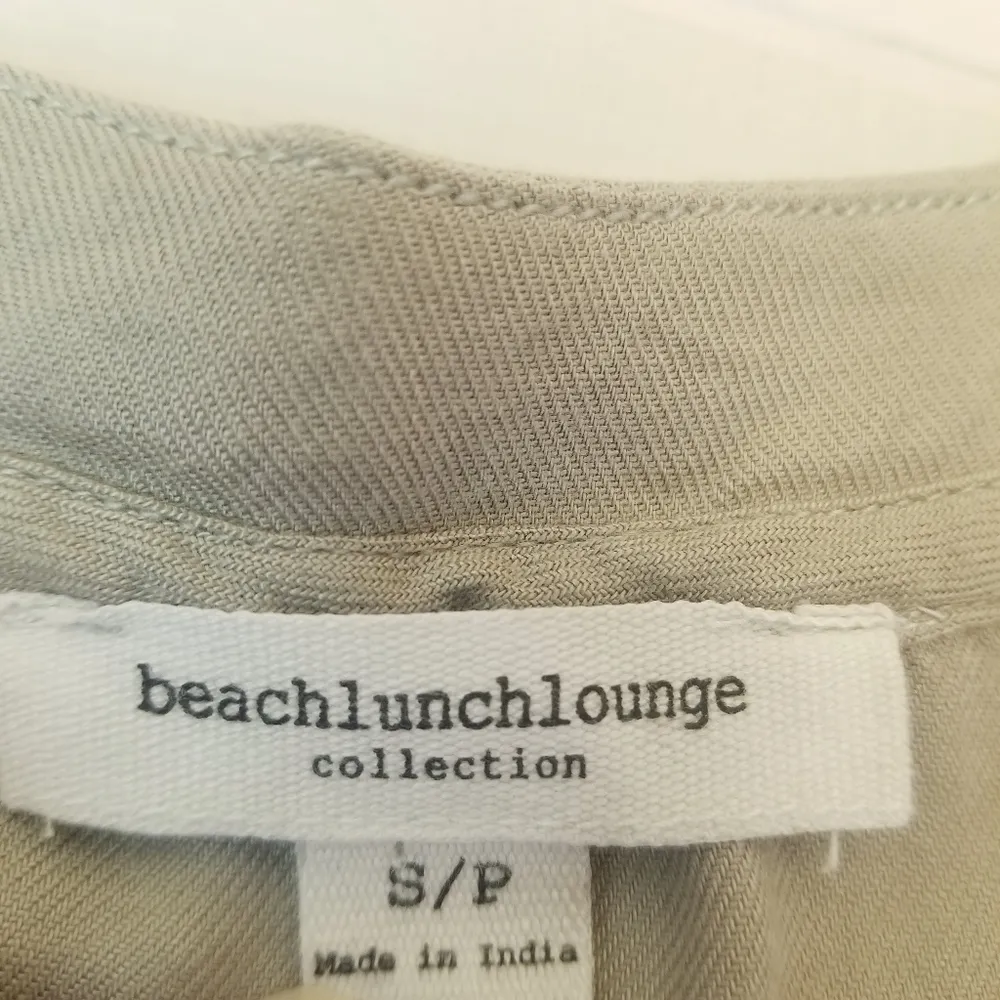 beachlunchlounge
collection
S/P
Made in India